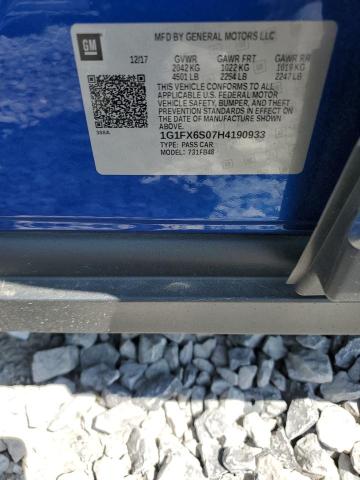 GM
MFD BY GENERAL MOTORS LLC
12/17 GVWR GAWR FRT GAWR RR
2042 KG 1022 KG 1019 KG
4501 LB 2254 LB 2247 LB
THIS VEHICLE CONFORMS TO ALL APPLICABLE
U.S. FEDERAL MOTOR
VEHICLE SAFETY, BUMPER, AND THEFT
PREVENTION STANDARDS IN EFFECT
ON THE DATE OF MANUFACTURE
SHOWN ABOVE.
1G1FX6S07H4190933
TYPE: PASS CAR
MODEL: 731FB48